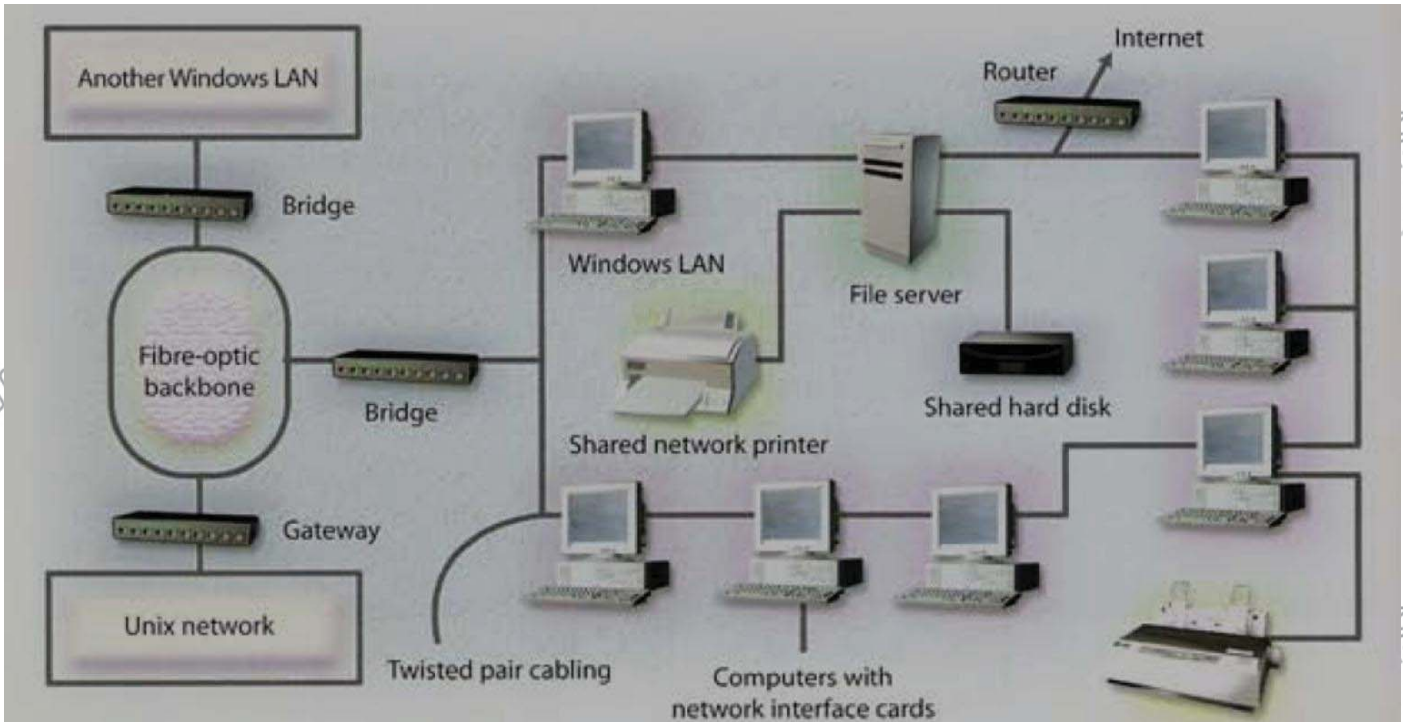 Another Windows LAN
Bridge
Fibre-optic
backbone
Bridge
Gateway
Unix network
Windows LAN
Shared network printer
File server
Shared hard disk
Router
Internet
Twisted pair cabling
Computers with
network interface cards